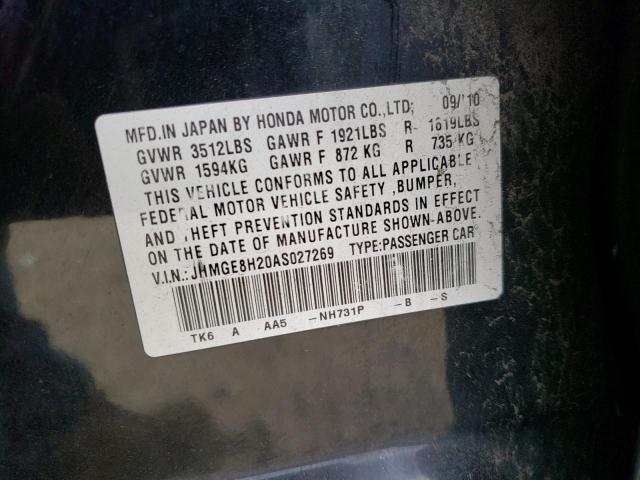 MFD.IN JAPAN BY HONDA MOTOR CO.,LTD; 09/'10
GVWR 3512LBS GAWR F 1921LBS R 1619LBS
GVWR 1594KG GAWR F 872 KG R 735 KG
THIS VEHICLE CONFORMS TO ALL APPLICABLE
FEDERAL MOTOR VEHICLE SAFETY ,BUMPER,
AND THEFT PREVENTION STANDARDS IN EFFECT
ON THE DATE OF MANUFACTURE SHOWN ABOVE.
V.I.N.: JHMGE8H20AS027269 TYPE:PASSENGER CAR
TK6 A AA5 -NH731P -B -S